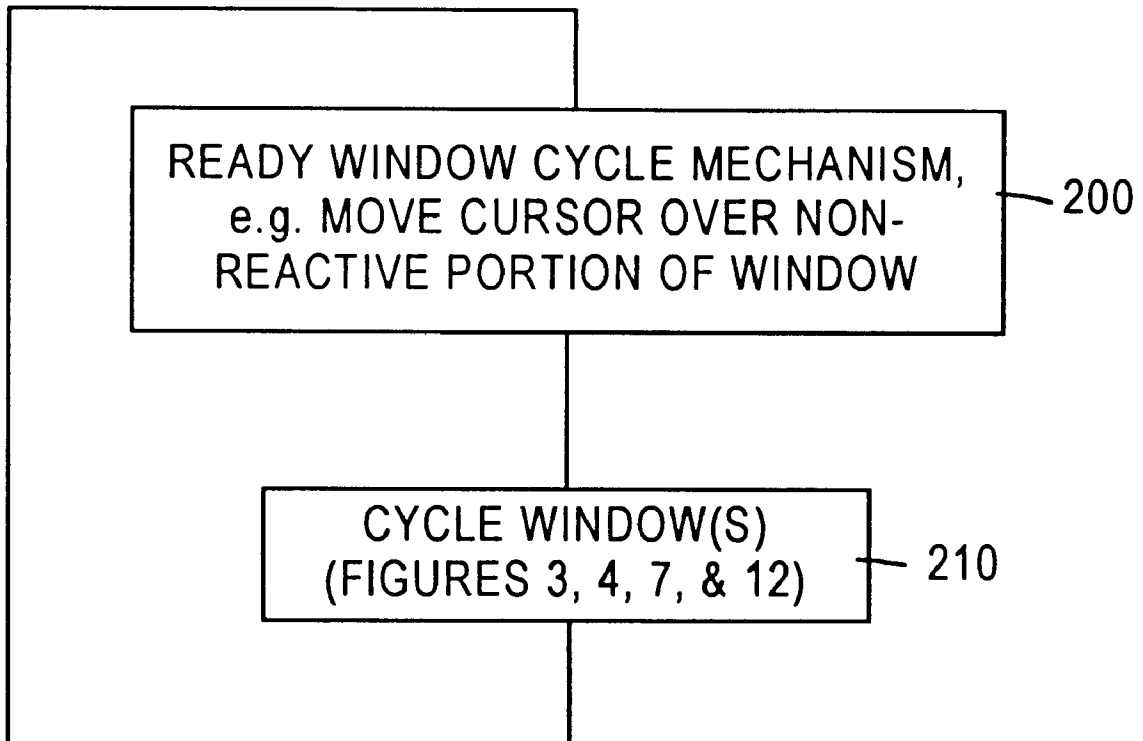 READY WINDOW CYCLE MECHANISM,
e.g. MOVE CURSOR OVER NON-
REACTIVE PORTION OF WINDOW
200
CYCLE WINDOW(S)
(FIGURES 3, 4, 7, & 12)
210